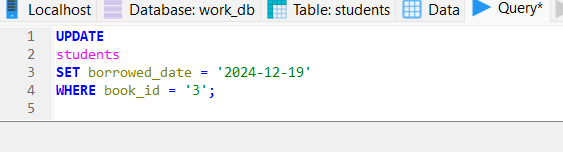 Localhost Database: work_db Table: students Data Query*
1 UPDATE
2 students
3 SET borrowed_date = '2024-12-19'
4 WHERE book_id = '3';
5